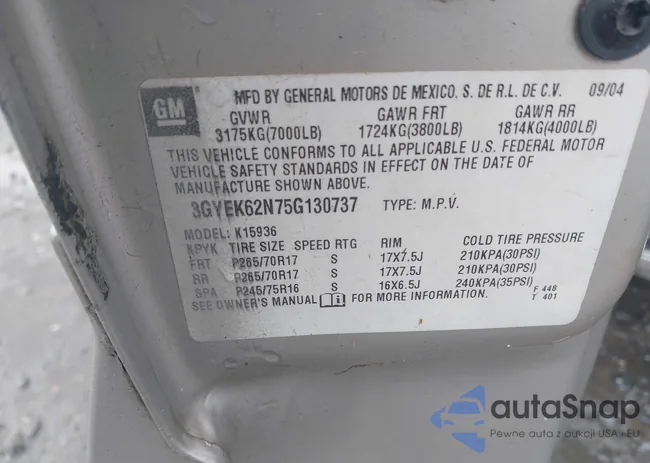 GM
MFD BY GENERAL MOTORS DE MEXICO, S. DE R.L. DE C.V. 09/04
GVWR GAWR FRT GAWR RR
3175KG(7000LB) 1724KG(3800LB) 1814KG(4000LB)
THIS VEHICLE CONFORMS TO ALL APPLICABLE U.S. FEDERAL MOTOR
VEHICLE SAFETY STANDARDS IN EFFECT ON THE DATE OF
MANUFACTURE SHOWN ABOVE.
3GYEK62N75G130737 TYPE: M.P.V.
MODEL: K15936
KPYK TIRE SIZE SPEED RTG RIM COLD TIRE PRESSURE
FRT P265/70R17 S 17X7.5J 210KPA(30PSI)
RR P265/70R17 S 17X7.5J 210KPA(30PSI)
SPA P245/75R16 S 16X6.5J 240KPA(35PSI) F 448
SEE OWNER'S MANUAL FOR MORE INFORMATION. T 401
autaSnap
Pewne auta z aukcji USA i EU